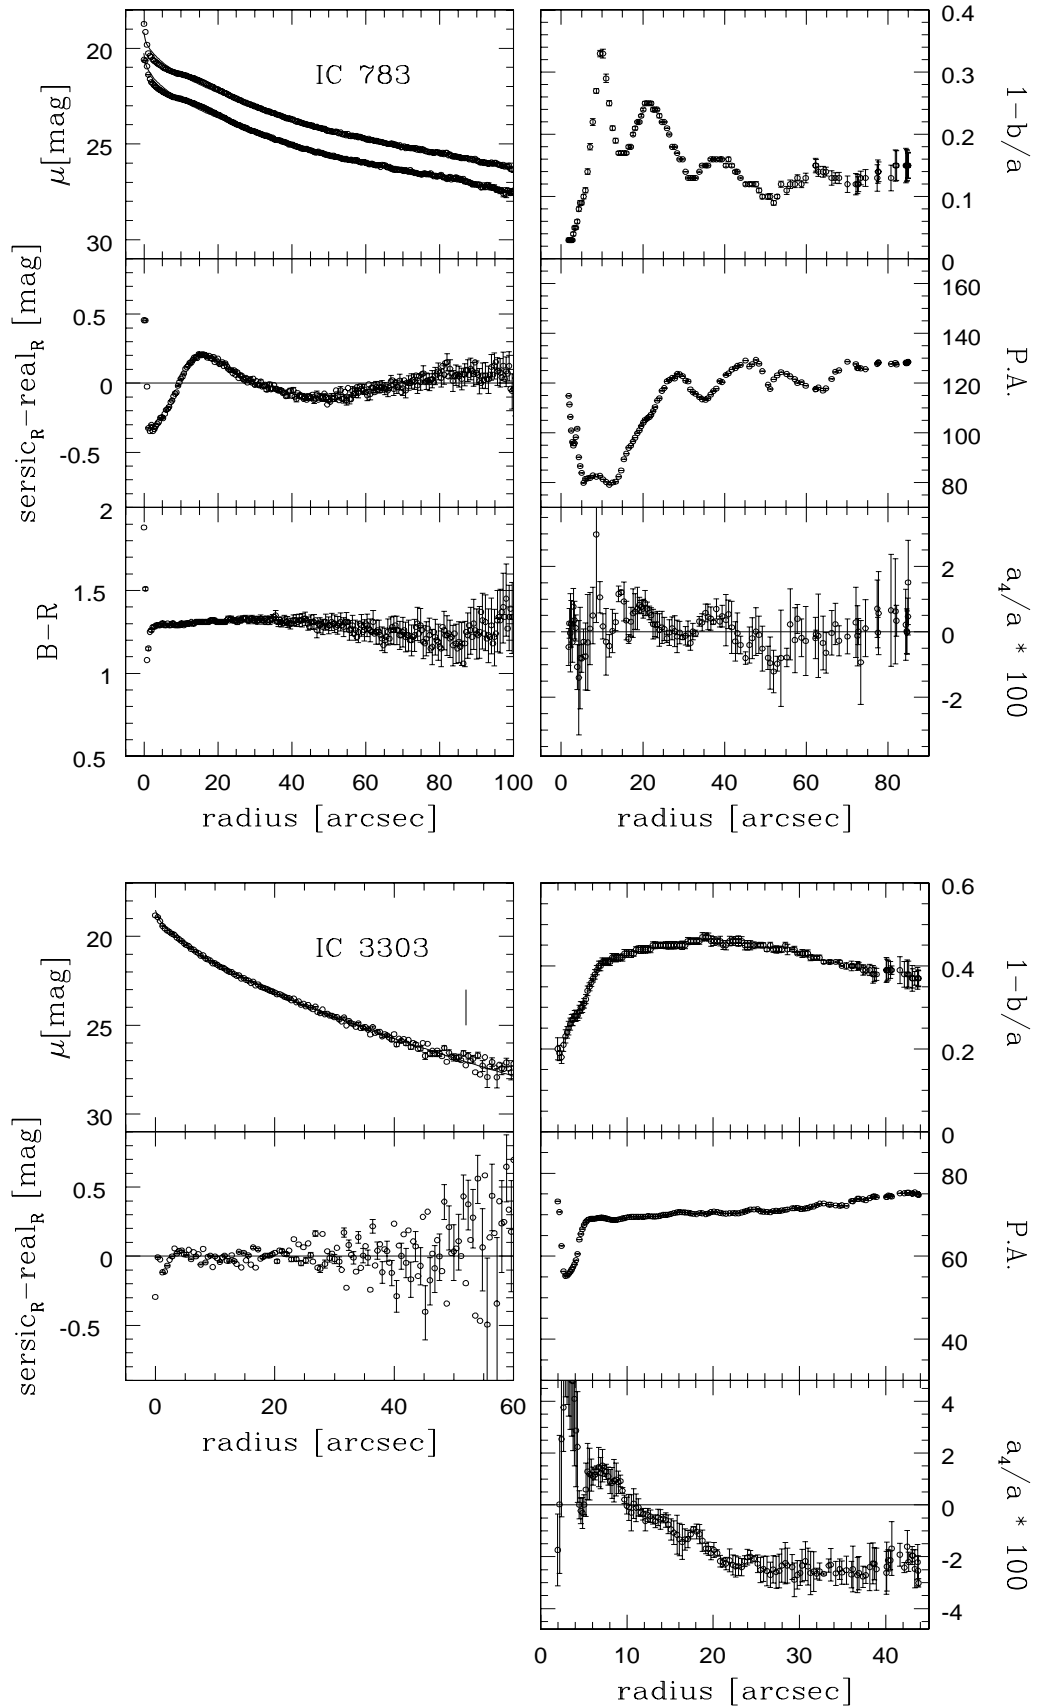 IC 783
μ[mag]
20
25
30
sersic_R−real_R [mag]
0.5
0
-0.5
B−R
2
1.5
1
0.5
0 20 40 60 80 100
radius [arcsec]
0.4
0.3
0.2
0.1
0
1−b/a
160
140
120
100
80
P.A.
2
0
-2
a_4/a * 100
0 20 40 60 80
radius [arcsec]
IC 3303
μ[mag]
20
25
30
sersic_R−real_R [mag]
0.5
0
-0.5
0 20 40 60
radius [arcsec]
0.6
0.4
0.2
0
1−b/a
80
60
40
P.A.
4
2
0
-2
-4
a_4/a * 100
0 10 20 30 40
radius [arcsec]